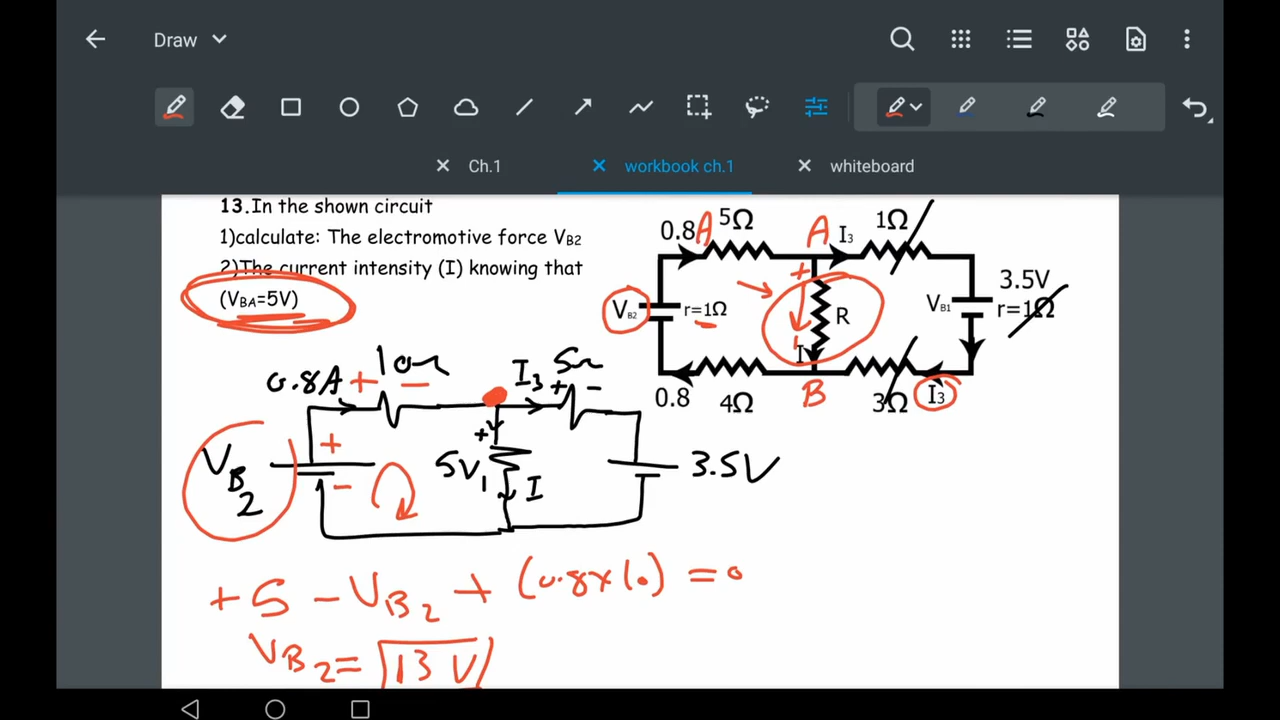 Draw
Ch.1
workbook ch.1
whiteboard
13.In the shown circuit
1)calculate: The electromotive force VB2
2)The current intensity (I) knowing that
(VBA=5V)
0.8
A
5Ω
A
I3
1Ω
VB2
r=1Ω
R
VB1
3.5V
r=1Ω
I
0.8
4Ω
B
3Ω
I3
0.8A
+
10Ω
-
I3
+
5Ω
-
VB2
+
-
5V
+
I
3.5V
+ 5 - VB2 + (0.8x10) = 0
VB2 = 13 V